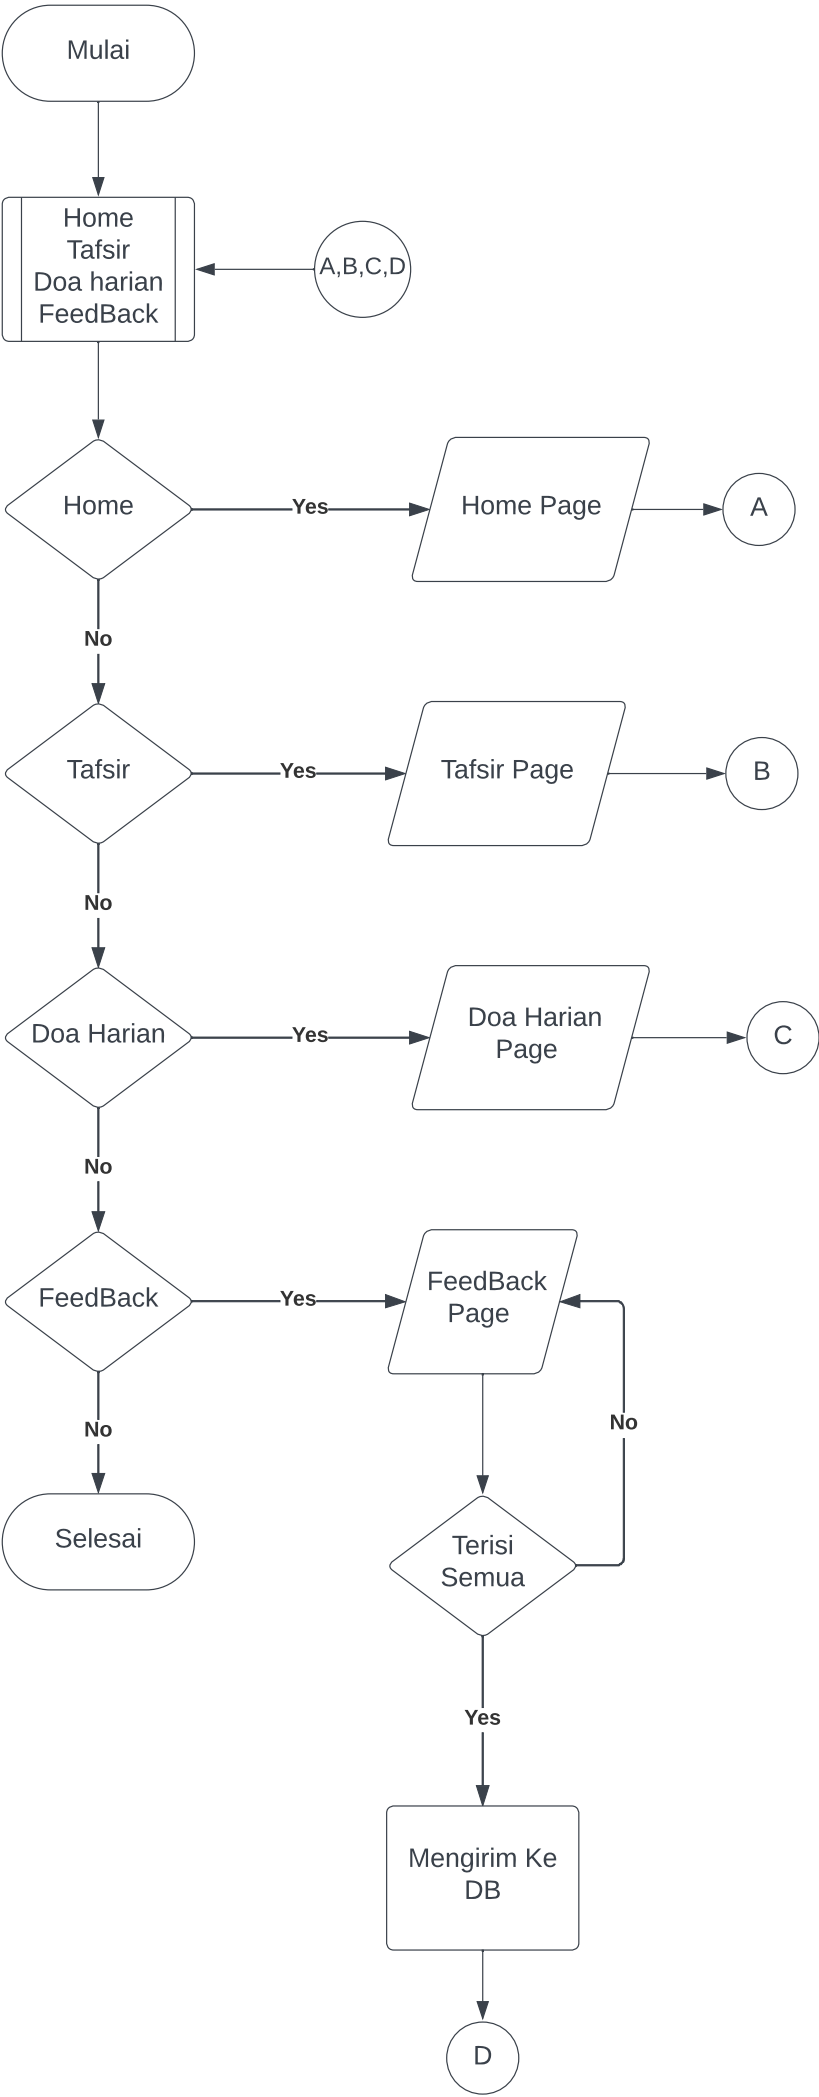 Mulai
Home
Tafsir
Doa harian
FeedBack
A,B,C,D
Home
Yes
Home Page
A
No
Tafsir
Yes
Tafsir Page
B
No
Doa Harian
Yes
Doa Harian
Page
C
No
FeedBack
Yes
FeedBack
Page
No
No
Selesai
Terisi
Semua
Yes
Mengirim Ke
DB
D